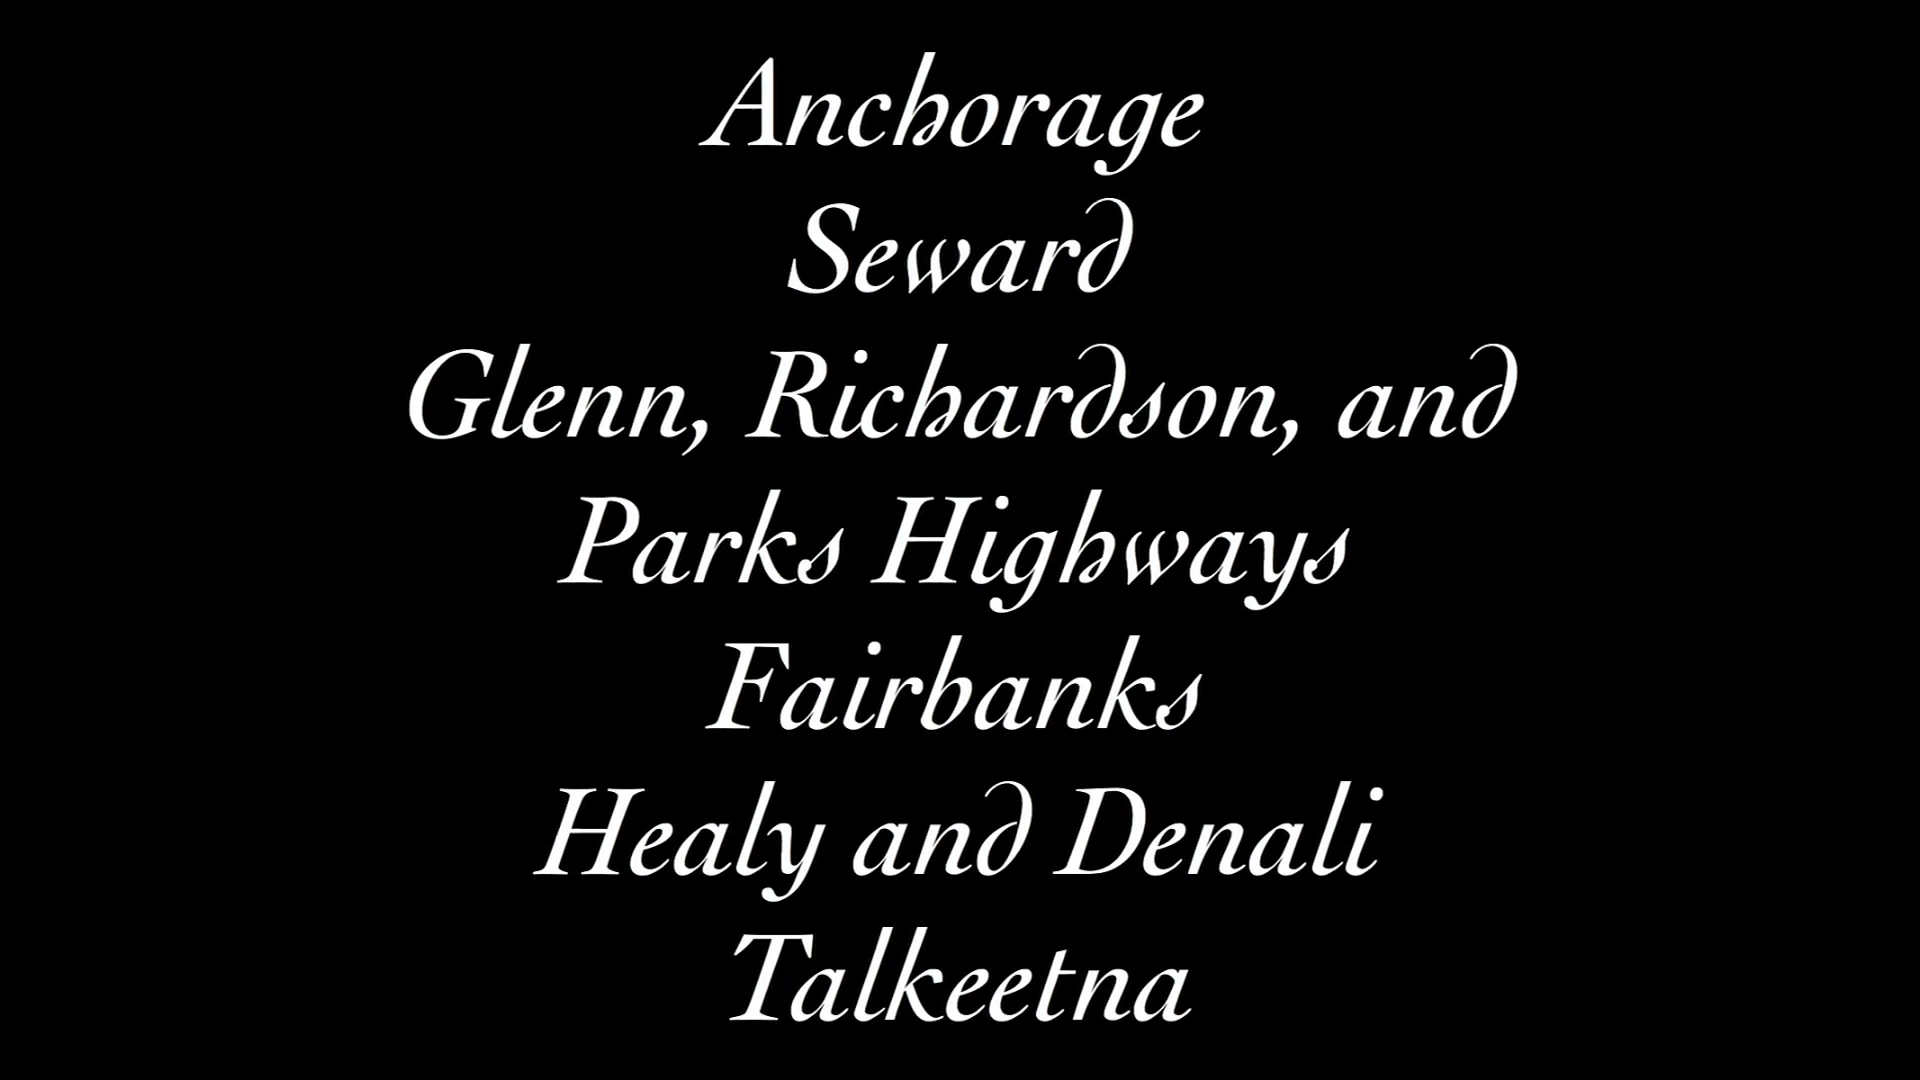 Anchorage
Seward
Glenn, Richardson, and
Parks Highways
Fairbanks
Healy and Denali
Talkeetna